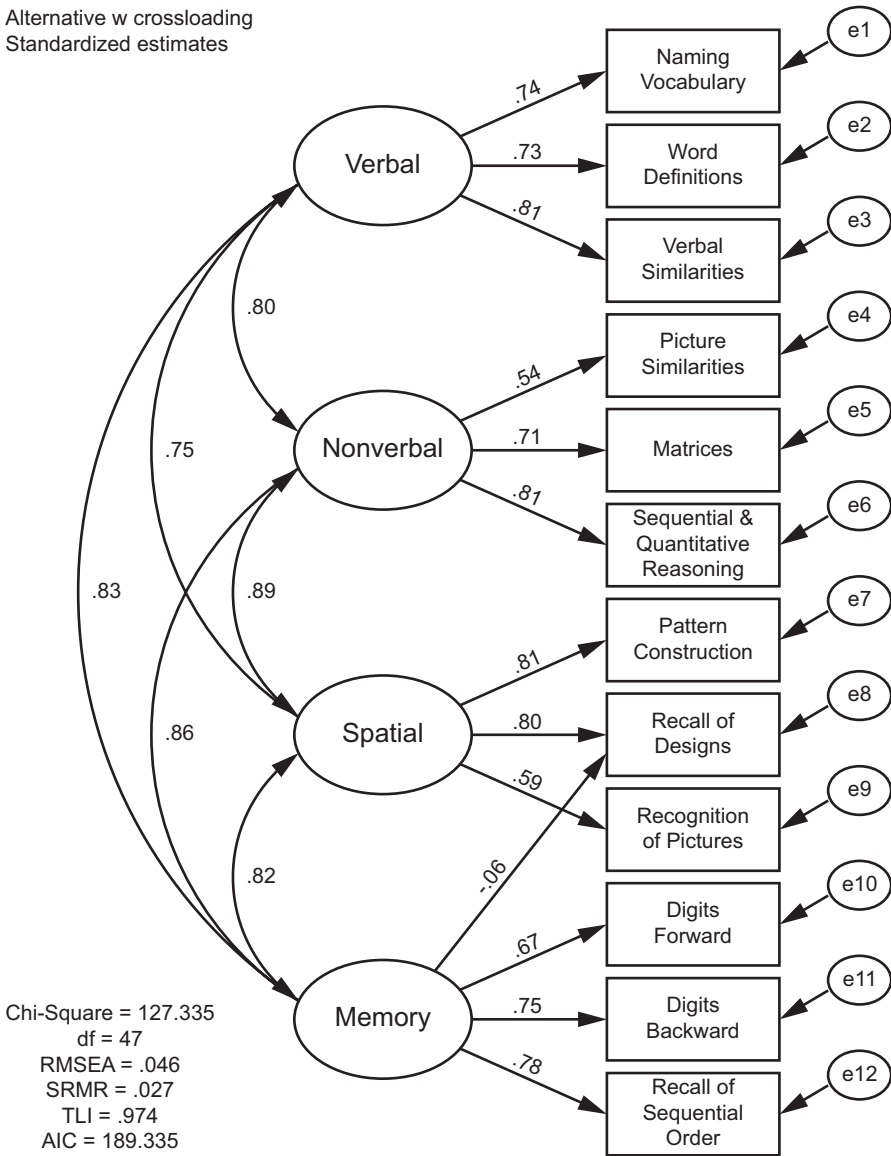 Alternative w crossloading
Standardized estimates
e1
Naming
Vocabulary
.74
e2
Verbal
.73
Word
Definitions
.81
e3
Verbal
Similarities
.80
e4
Picture
Similarities
.54
e5
.75
Nonverbal
.71
Matrices
.81
e6
Sequential &
Quantitative
Reasoning
.83
.89
e7
Pattern
Construction
.81
e8
.86
Spatial
.80
Recall of
Designs
.59
e9
Recognition
of Pictures
.82
-.06
e10
Digits
Forward
.67
e11
Memory
.75
Digits
Backward
.78
e12
Recall of
Sequential
Order
Chi-Square = 127.335
df = 47
RMSEA = .046
SRMR = .027
TLI = .974
AIC = 189.335